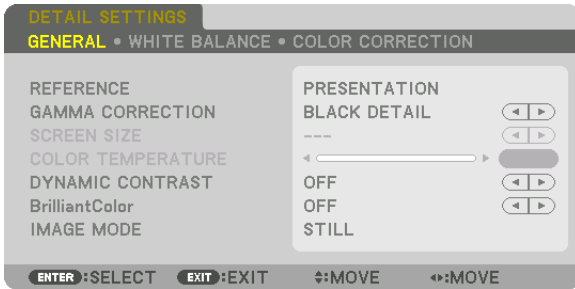 DETAIL SETTINGS
GENERAL • WHITE BALANCE • COLOR CORRECTION
REFERENCE PRESENTATION
GAMMA CORRECTION BLACK DETAIL
SCREEN SIZE ---
COLOR TEMPERATURE
DYNAMIC CONTRAST OFF
BrilliantColor OFF
IMAGE MODE STILL
ENTER :SELECT EXIT :EXIT :MOVE :MOVE